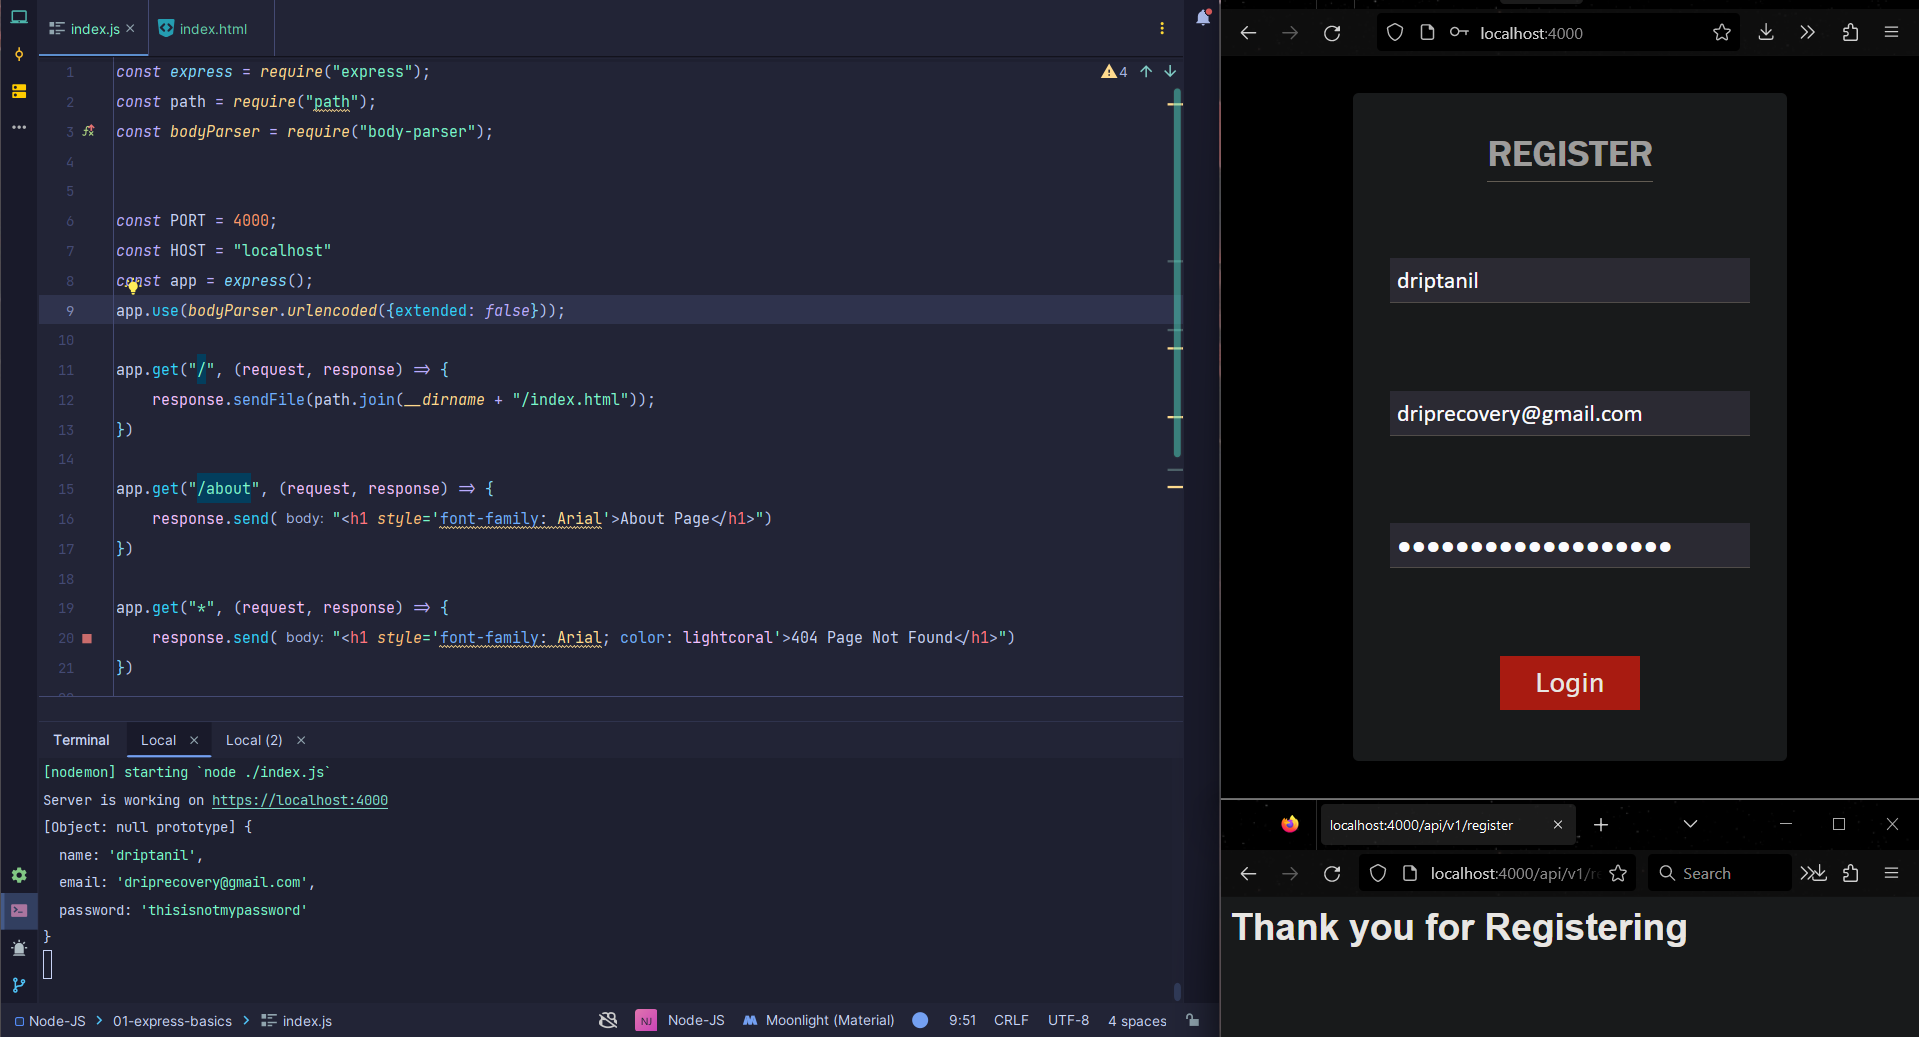 index.js
index.html
1 const express = require("express");
2 const path = require("path");
3 const bodyParser = require("body-parser");
4
5
6 const PORT = 4000;
7 const HOST = "localhost"
8 const app = express();
9 app.use(bodyParser.urlencoded({extended: false}));
10
11 app.get("/", (request, response) => {
12 response.sendFile(path.join(__dirname + "/index.html"));
13 })
14
15 app.get("/about", (request, response) => {
16 response.send( body: "<h1 style='font-family: Arial'>About Page</h1>")
17 })
18
19 app.get("*", (request, response) => {
20 response.send( body: "<h1 style='font-family: Arial; color: lightcoral'>404 Page Not Found</h1>")
21 })
4
Terminal Local Local (2)
[nodemon] starting `node ./index.js`
Server is working on https://localhost:4000
[Object: null prototype] {
name: 'driptanil',
email: 'driprecovery@gmail.com',
password: 'thisisnotmypassword'
}
Node-JS > 01-express-basics > index.js
NJ Node-JS Moonlight (Material) 9:51 CRLF UTF-8 4 spaces
localhost:4000
REGISTER
driptanil
driprecovery@gmail.com
Login
localhost:4000/api/v1/register
localhost:4000/api/v1/r
Search
Thank you for Registering